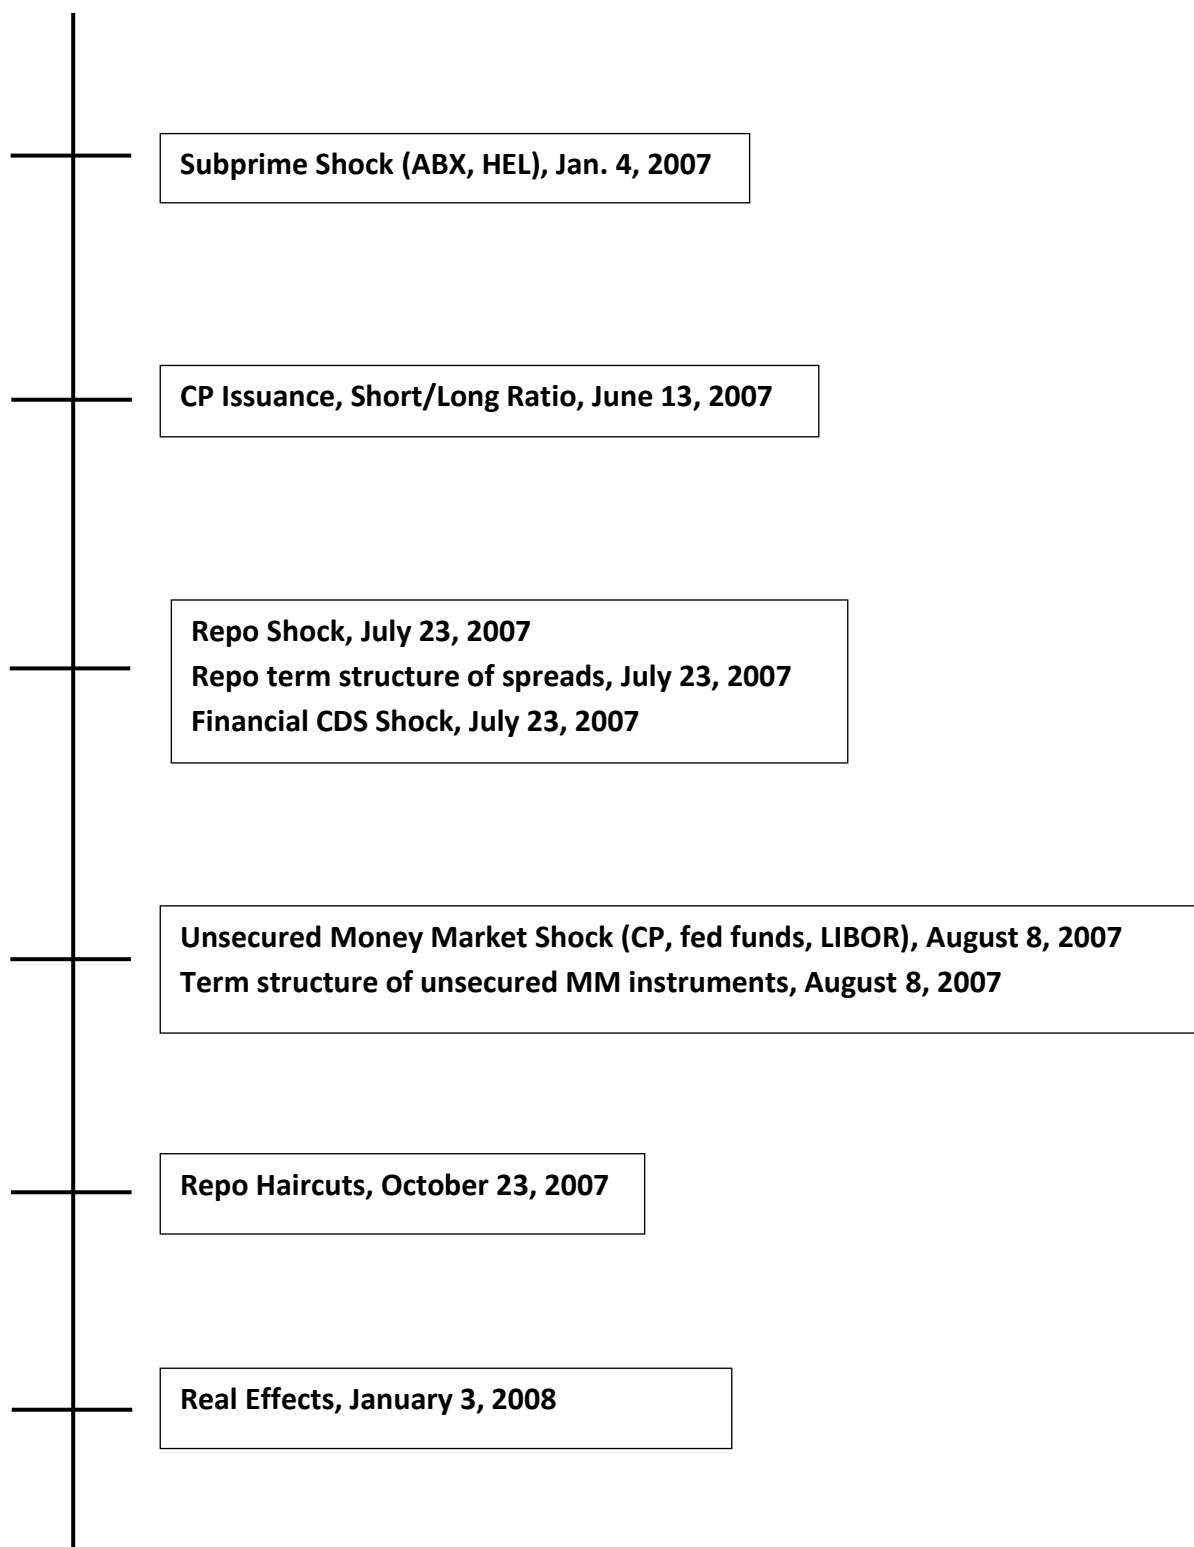 Subprime Shock (ABX, HEL), Jan. 4, 2007
CP Issuance, Short/Long Ratio, June 13, 2007
Repo Shock, July 23, 2007
Repo term structure of spreads, July 23, 2007
Financial CDS Shock, July 23, 2007
Unsecured Money Market Shock (CP, fed funds, LIBOR), August 8, 2007
Term structure of unsecured MM instruments, August 8, 2007
Repo Haircuts, October 23, 2007
Real Effects, January 3, 2008